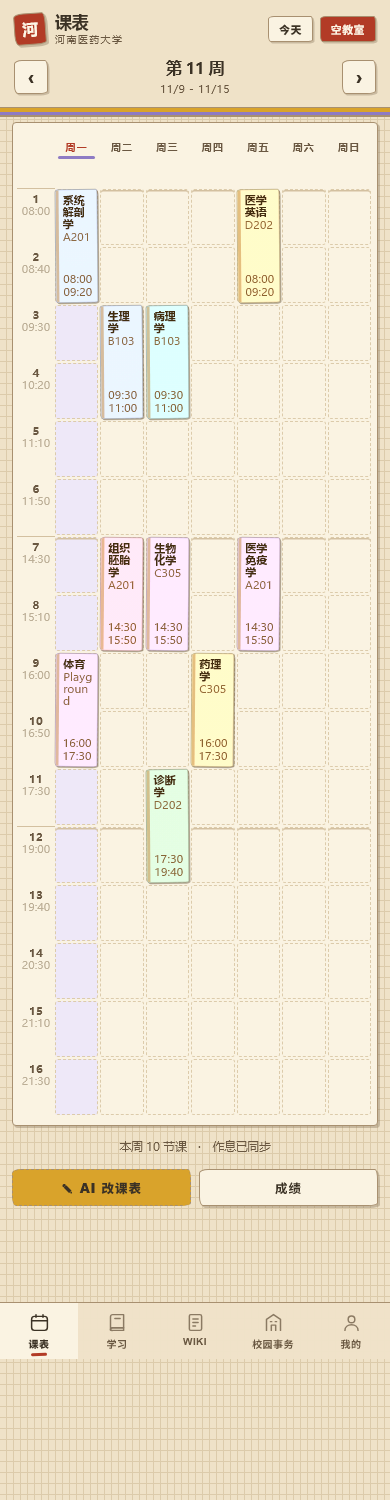 河
课表
河南医药大学
今天
空教室
‹
第 11 周
11/9 - 11/15
›
周一 周二 周三 周四 周五 周六 周日
1
08:00
系统
解剖
学
A201
08:00
09:20
医学
英语
D202
08:00
09:20
2
08:40
3
09:30
生理
学
B103
09:30
11:00
病理
学
B103
09:30
11:00
4
10:20
5
11:10
6
11:50
7
14:30
组织
胚胎
学
A201
14:30
15:50
生物
化学
C305
14:30
15:50
医学
免疫
学
A201
14:30
15:50
8
15:10
9
16:00
体育
Playg
roun
d
16:00
17:30
药理
学
C305
16:00
17:30
10
16:50
11
17:30
诊断
学
D202
17:30
19:40
12
19:00
13
19:40
14
20:30
15
21:10
16
21:30
本周 10 节课 · 作息已同步
AI 改课表
成绩
课表
学习
WIKI
校园事务
我的